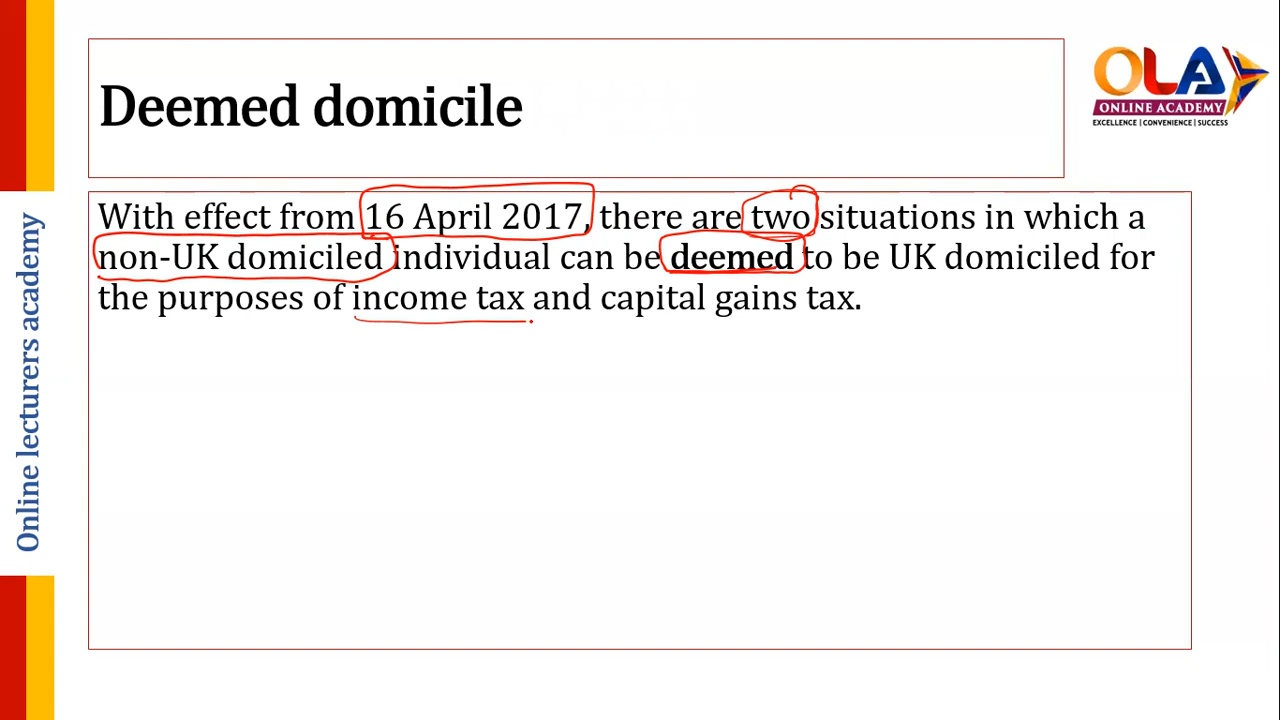 Deemed domicile
OLA
ONLINE ACADEMY
EXCELLENCE | CONVENIENCE | SUCCESS
With effect from 16 April 2017, there are two situations in which a
non-UK domiciled individual can be deemed to be UK domiciled for
the purposes of income tax and capital gains tax.
Online lecturers academy